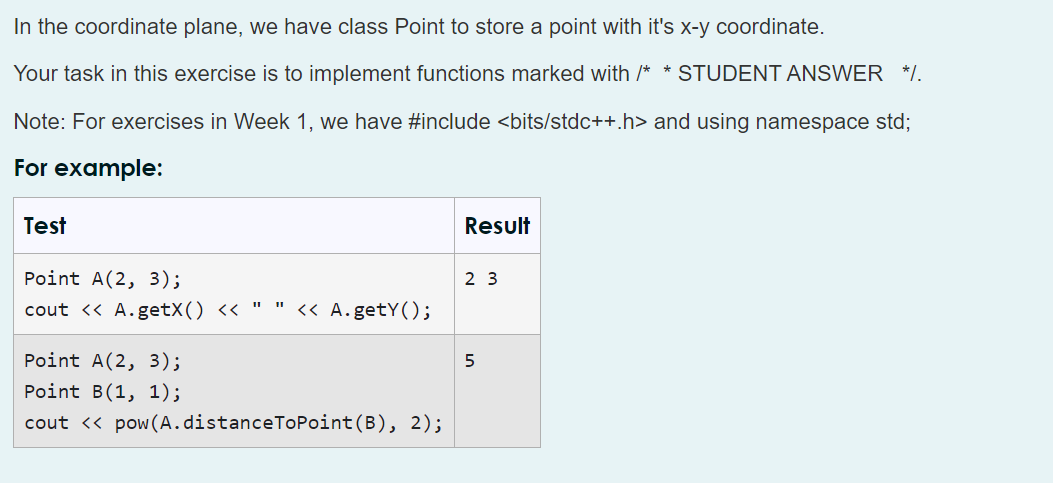 In the coordinate plane, we have class Point to store a point with it's x-y coordinate.
Your task in this exercise is to implement functions marked with /* * STUDENT ANSWER */.
Note: For exercises in Week 1, we have #include <bits/stdc++.h> and using namespace std;
For example:
Test Result
Point A(2, 3); 2 3
cout << A.getX() << " " << A.getY();
Point A(2, 3); 5
Point B(1, 1);
cout << pow(A.distanceToPoint(B), 2);